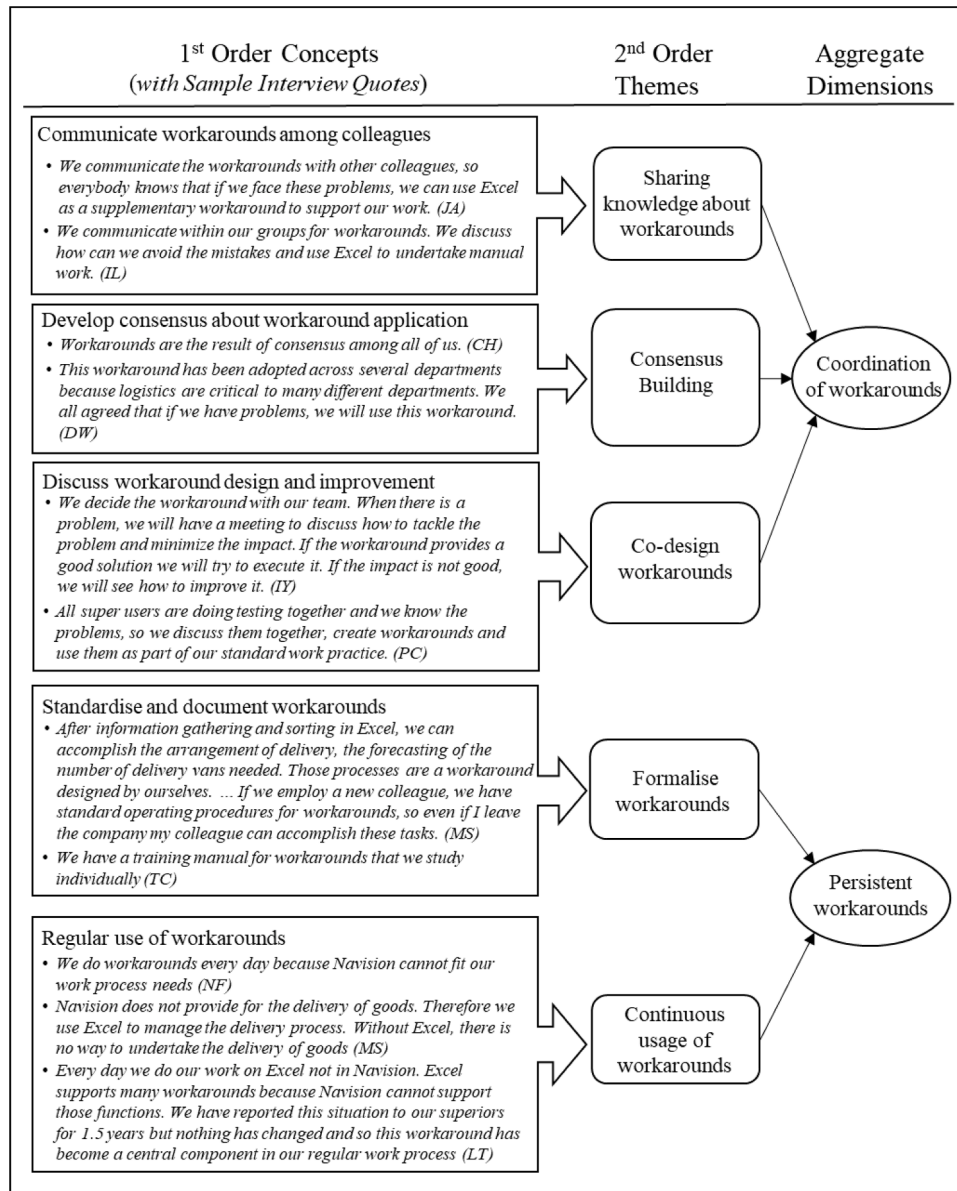 1st Order Concepts
(with Sample Interview Quotes)
2nd Order
Themes
Aggregate
Dimensions
Communicate workarounds among colleagues
• We communicate the workarounds with other colleagues, so
everybody knows that if we face these problems, we can use Excel
as a supplementary workaround to support our work. (JA)
• We communicate within our groups for workarounds. We discuss
how can we avoid the mistakes and use Excel to undertake manual
work. (IL)
Sharing
knowledge about
workarounds
Develop consensus about workaround application
• Workarounds are the result of consensus among all of us. (CH)
• This workaround has been adopted across several departments
because logistics are critical to many different departments. We
all agreed that if we have problems, we will use this workaround.
(DW)
Consensus
Building
Coordination
of workarounds
Discuss workaround design and improvement
• We decide the workaround with our team. When there is a
problem, we will have a meeting to discuss how to tackle the
problem and minimize the impact. If the workaround provides a
good solution we will try to execute it. If the impact is not good,
we will see how to improve it. (IY)
• All super users are doing testing together and we know the
problems, so we discuss them together, create workarounds and
use them as part of our standard work practice. (PC)
Co-design
workarounds
Standardise and document workarounds
• After information gathering and sorting in Excel, we can
accomplish the arrangement of delivery, the forecasting of the
number of delivery vans needed. Those processes are a workaround
designed by ourselves. … If we employ a new colleague, we have
standard operating procedures for workarounds, so even if I leave
the company my colleague can accomplish these tasks. (MS)
• We have a training manual for workarounds that we study
individually (TC)
Formalise
workarounds
Persistent
workarounds
Regular use of workarounds
• We do workarounds every day because Navision cannot fit our
work process needs (NF)
• Navision does not provide for the delivery of goods. Therefore we
use Excel to manage the delivery process. Without Excel, there is
no way to undertake the delivery of goods (MS)
• Every day we do our work on Excel not in Navision. Excel
supports many workarounds because Navision cannot support
those functions. We have reported this situation to our superiors
for 1.5 years but nothing has changed and so this workaround has
become a central component in our regular work process (LT)
Continuous
usage of
workarounds